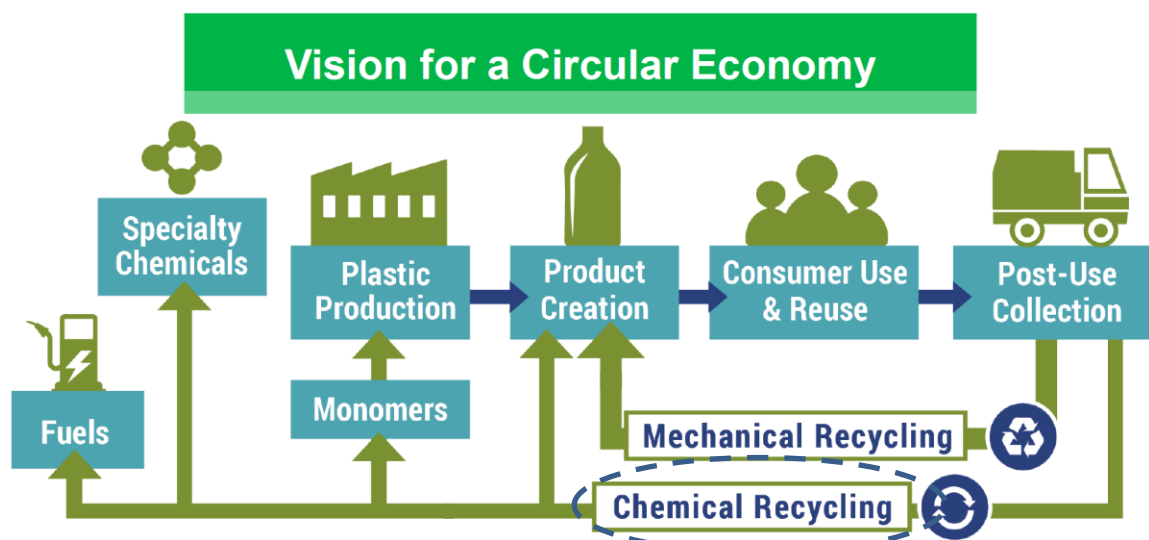 Vision for a Circular Economy
Specialty
Chemicals
Plastic
Production
Product
Creation
Consumer Use
& Reuse
Post-Use
Collection
Fuels
Monomers
Mechanical Recycling
Chemical Recycling